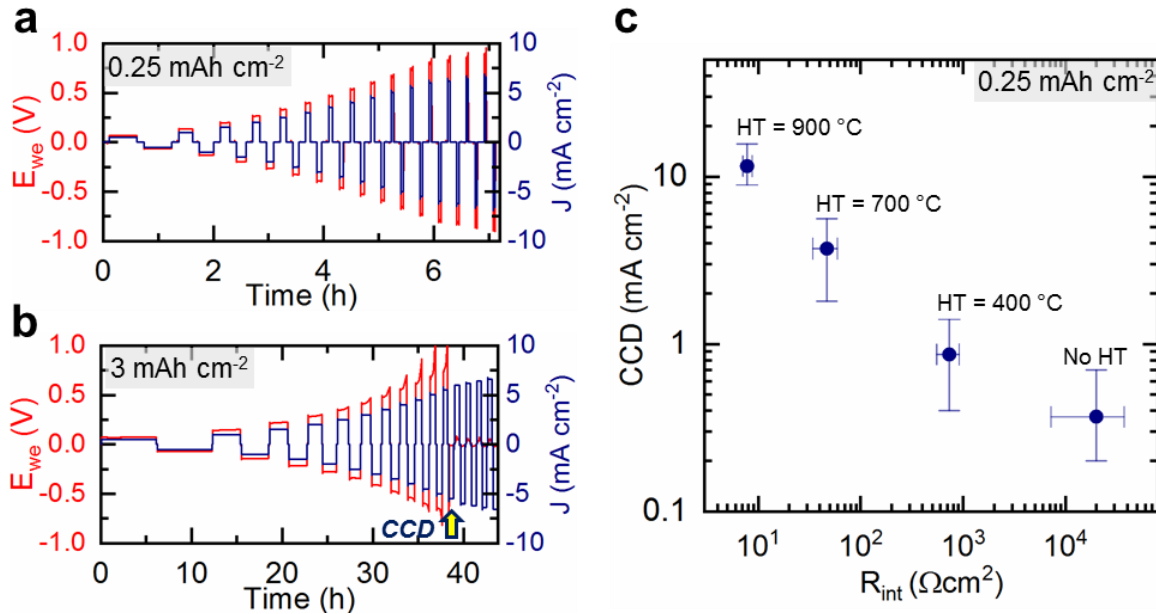 a
0.25 mAh cm-2
1.0
0.5
0.0
-0.5
-1.0
Ewe (V)
10
5
0
-5
-10
J (mA cm-2)
0 2 4 6
Time (h)
b
3 mAh cm-2
1.0
0.5
0.0
-0.5
-1.0
Ewe (V)
10
5
0
-5
-10
J (mA cm-2)
CCD
0 10 20 30 40
Time (h)
c
0.25 mAh cm-2
HT = 900 °C
HT = 700 °C
HT = 400 °C
No HT
10
1
0.1
CCD (mA cm-2)
101 102 103 104
Rint (Ωcm2)